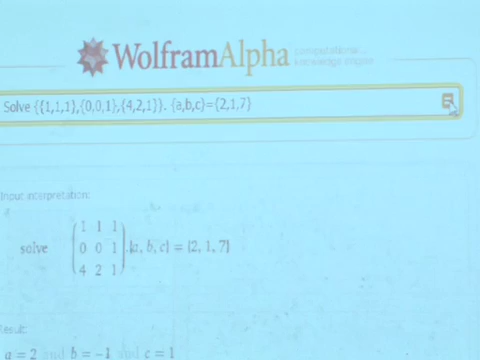 WolframAlpha computational... knowledge engine
Solve {{1,1,1},{0,0,1},{4,2,1}}. {a,b,c}={2,1,7}
Input interpretation:
solve
1 1 1
0 0 1
4 2 1
.{a, b, c} = {2, 1, 7}
Result:
a = 2 and b = −1 and c = 1